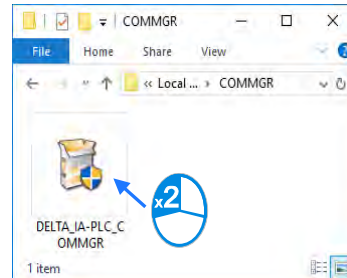 COMMGR
File Home Share View
« Local ... › COMMGR
x2
DELTA_IA-PLC_C
OMMGR
1 item